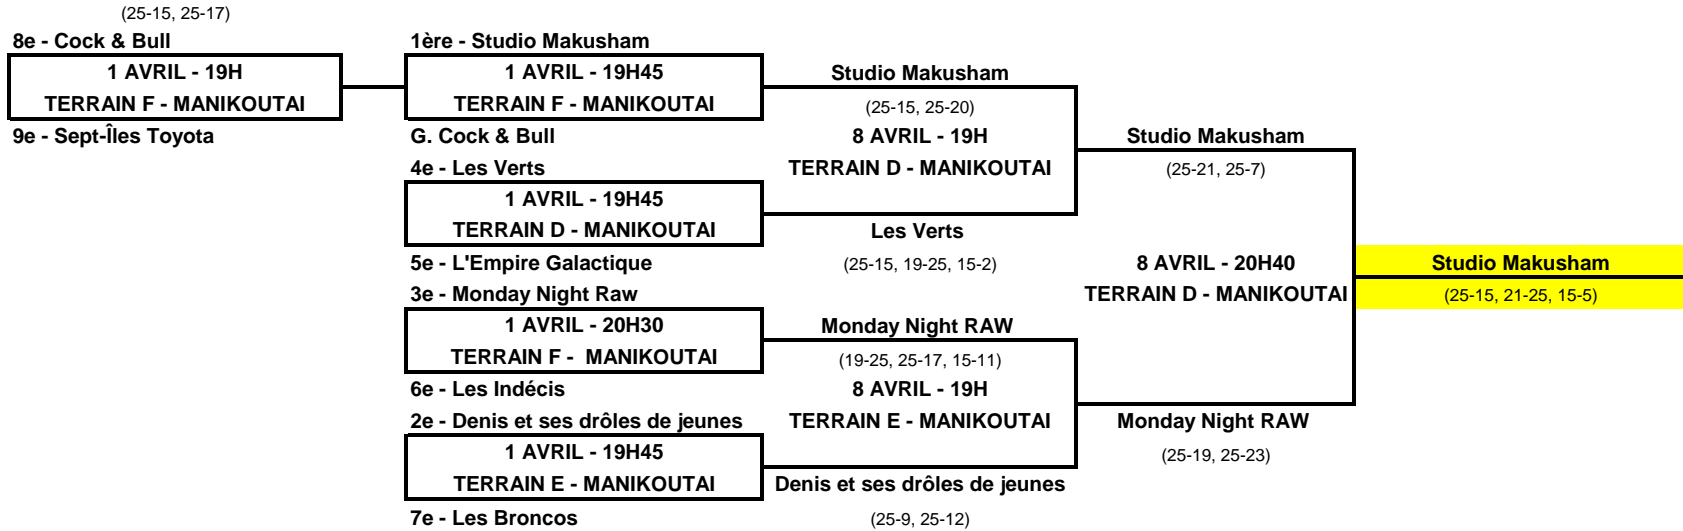 (25-15, 25-17)
8e - Cock & Bull
1 AVRIL - 19H
TERRAIN F - MANIKOUTAI
9e - Sept-Îles Toyota
1ère - Studio Makusham
1 AVRIL - 19H45
TERRAIN F - MANIKOUTAI
G. Cock & Bull
4e - Les Verts
1 AVRIL - 19H45
TERRAIN D - MANIKOUTAI
5e - L'Empire Galactique
3e - Monday Night Raw
1 AVRIL - 20H30
TERRAIN F -  MANIKOUTAI
6e - Les Indécis
2e - Denis et ses drôles de jeunes
1 AVRIL - 19H45
TERRAIN E - MANIKOUTAI
7e - Les Broncos
Studio Makusham
(25-15, 25-20)
8 AVRIL - 19H
TERRAIN D - MANIKOUTAI
Les Verts
(25-15, 19-25, 15-2)
Monday Night RAW
(19-25, 25-17, 15-11)
8 AVRIL - 19H
TERRAIN E - MANIKOUTAI
Denis et ses drôles de jeunes
(25-9, 25-12)
Studio Makusham
(25-21, 25-7)
8 AVRIL - 20H40
TERRAIN D - MANIKOUTAI
Monday Night RAW
(25-19, 25-23)
Studio Makusham
(25-15, 21-25, 15-5)